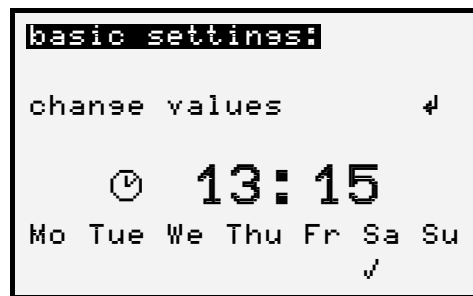 basic settings:
change values ↲
13:15
Mo Tue We Thu Fr Sa Su
✓